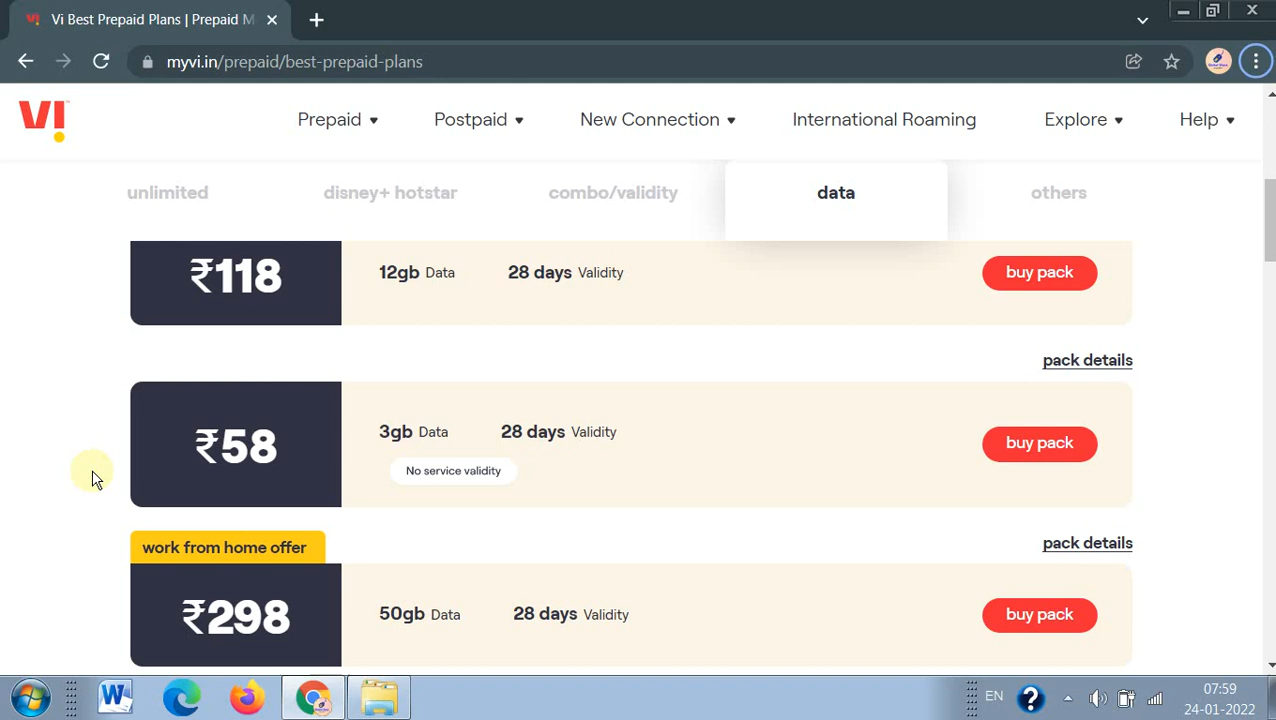 Vi Best Prepaid Plans | Prepaid M
myvi.in/prepaid/best-prepaid-plans
VI™
Prepaid
Postpaid
New Connection
International Roaming
Explore
Help
unlimited
disney+ hotstar
combo/validity
data
others
₹118
12gb Data
28 days Validity
buy pack
pack details
₹58
3gb Data
28 days Validity
No service validity
buy pack
work from home offer
pack details
₹298
50gb Data
28 days Validity
buy pack
EN
07:59
24-01-2022